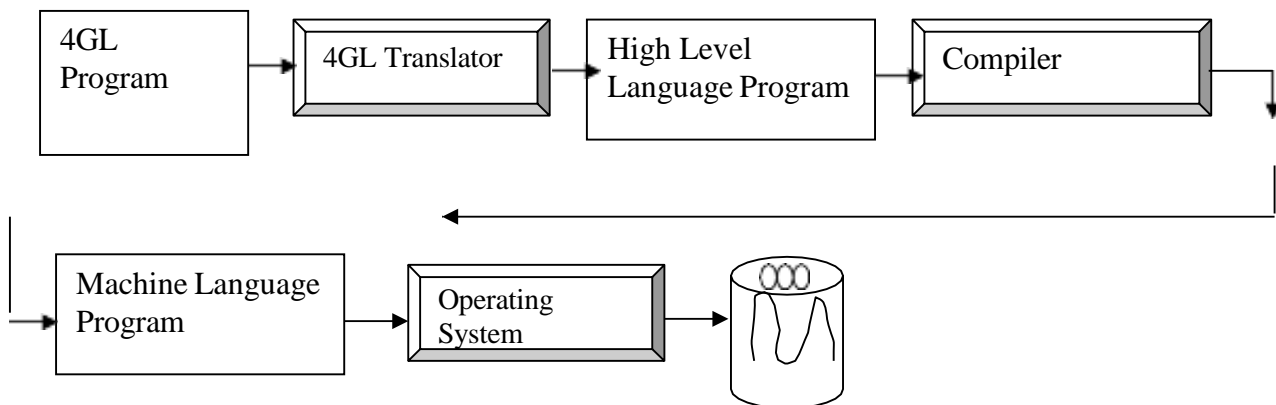 4GL
Program
4GL Translator
High Level
Language Program
Compiler
Machine Language
Program
Operating
System